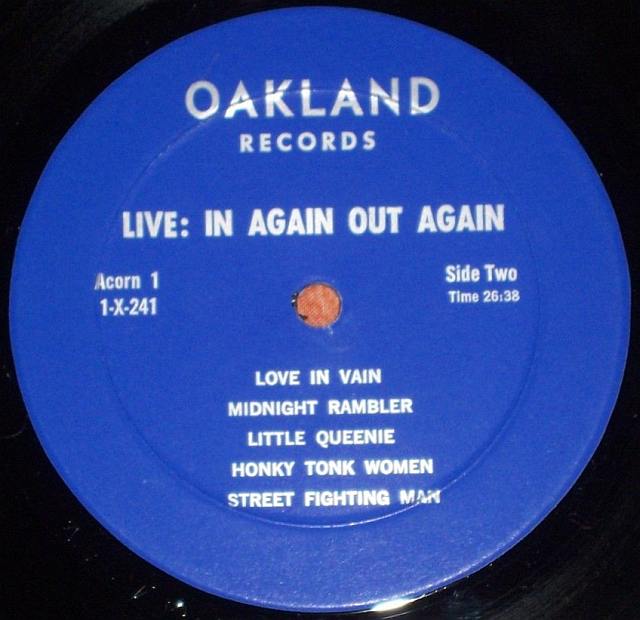 OAKLAND
RECORDS
LIVE: IN AGAIN OUT AGAIN
Acorn 1
1-X-241
Side Two
Time 26:38
LOVE IN VAIN
MIDNIGHT RAMBLER
LITTLE QUEENIE
HONKY TONK WOMEN
STREET FIGHTING MAN